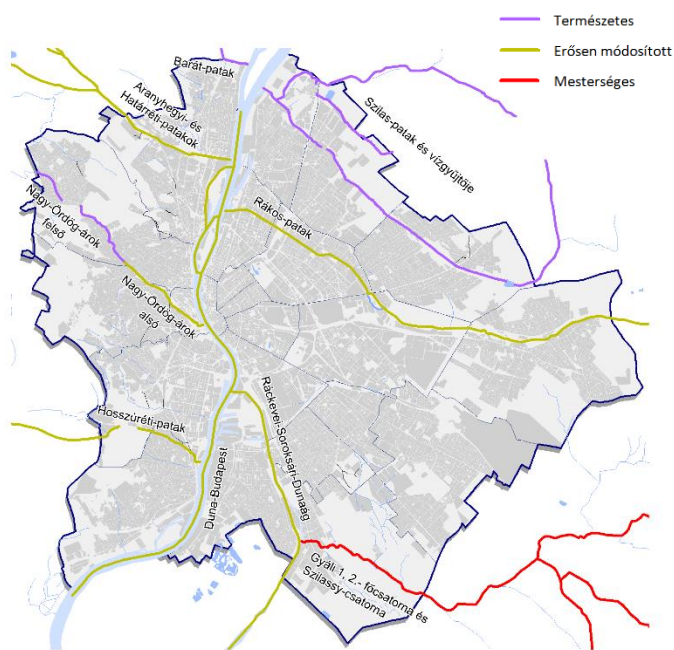 Természetes
Erősen módosított
Mesterséges
Barát-patak
Aranyhegyi- és
Határréti-patakok
Szilas-patak és vízgyűjtője
Nagy-Ördög-árok
felső
Rákos-patak
Nagy-Ördög-árok
alsó
Hosszúréti-patak
Duna-Budapest
Ráckevei-Soroksári-Dunaág
Gyáli 1, 2,- főcsatorna és
Szilassy-csatorna